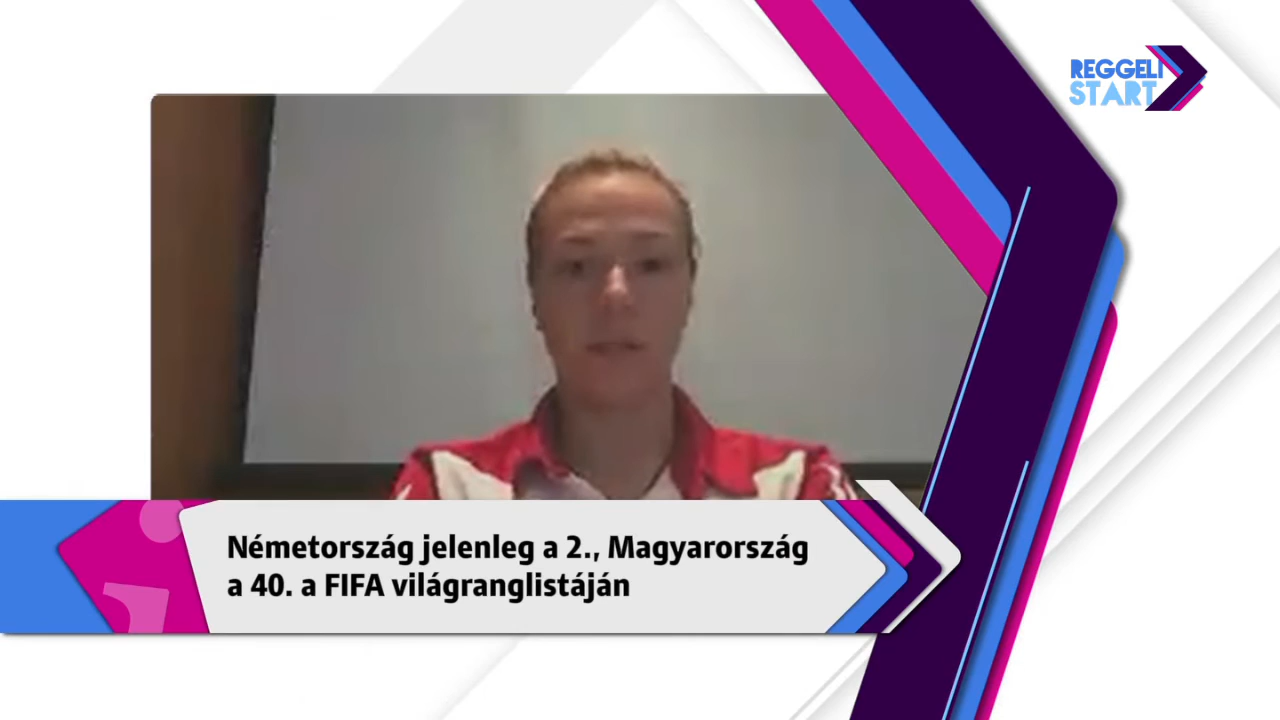 REGGELI
START
Németország jelenleg a 2., Magyarország
a 40. a FIFA világranglistáján